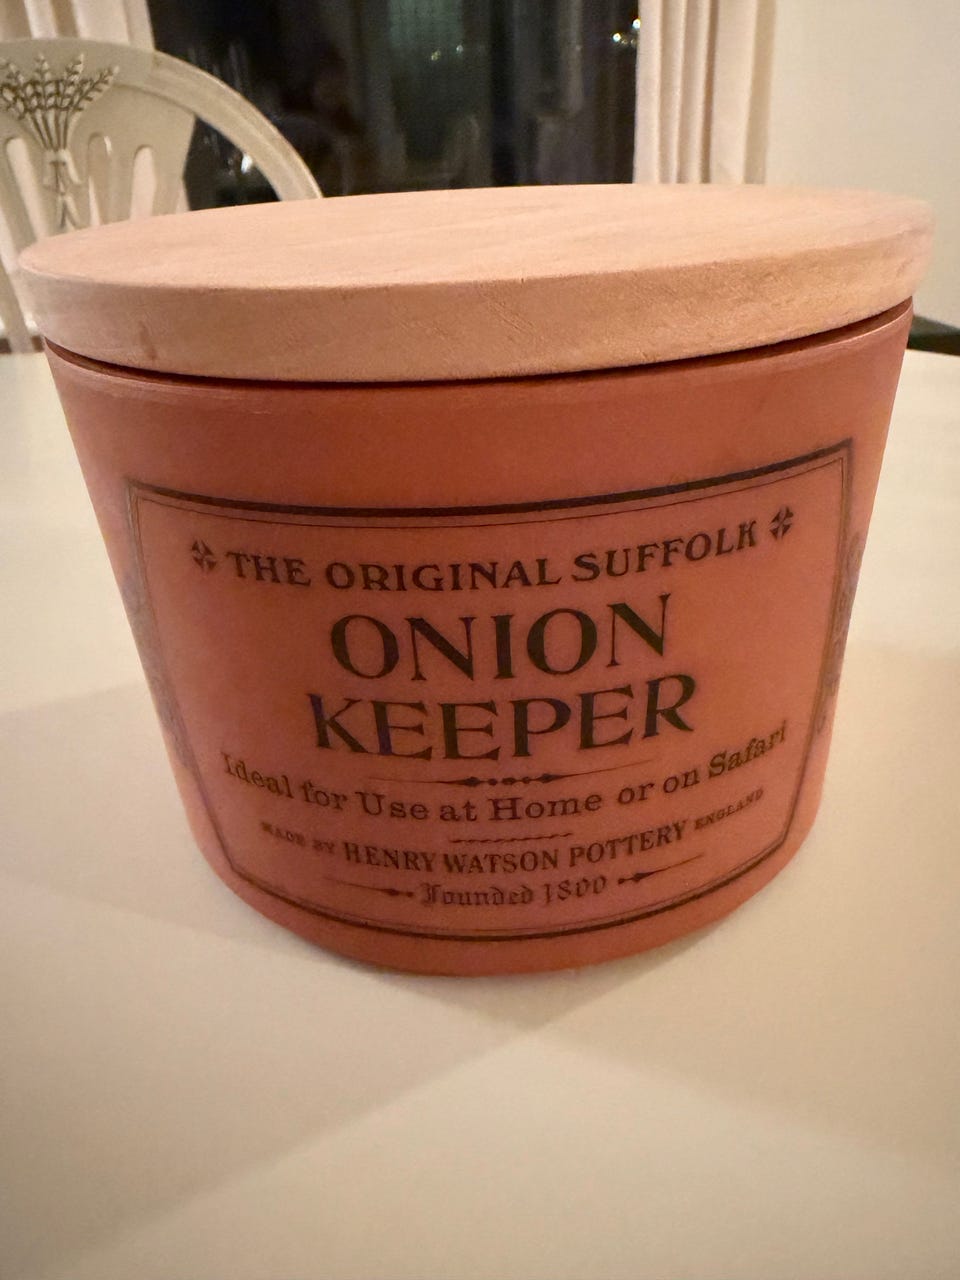 THE ORIGINAL SUFFOLK
ONION
KEEPER
Ideal for Use at Home or on Safari
MADE BY HENRY WATSON POTTERY ENGLAND
Founded 1800